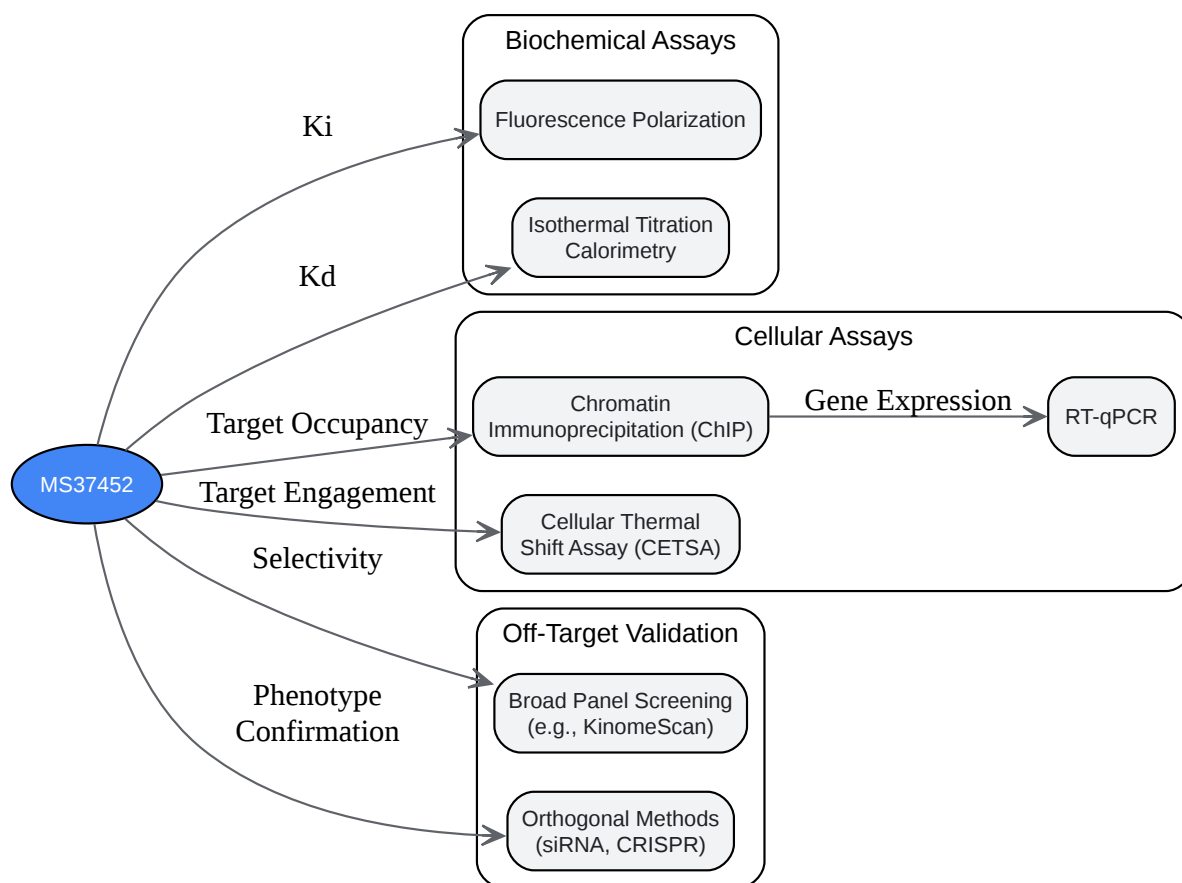 Biochemical Assays
Fluorescence Polarization
Ki
Isothermal Titration
Calorimetry
Kd
Cellular Assays
Chromatin
Immunoprecipitation (ChIP)
Gene Expression
RT-qPCR
Target Occupancy
MS37452
Target Engagement
Cellular Thermal
Shift Assay (CETSA)
Selectivity
Off-Target Validation
Broad Panel Screening
(e.g., KinomeScan)
Phenotype
Confirmation
Orthogonal Methods
(siRNA, CRISPR)